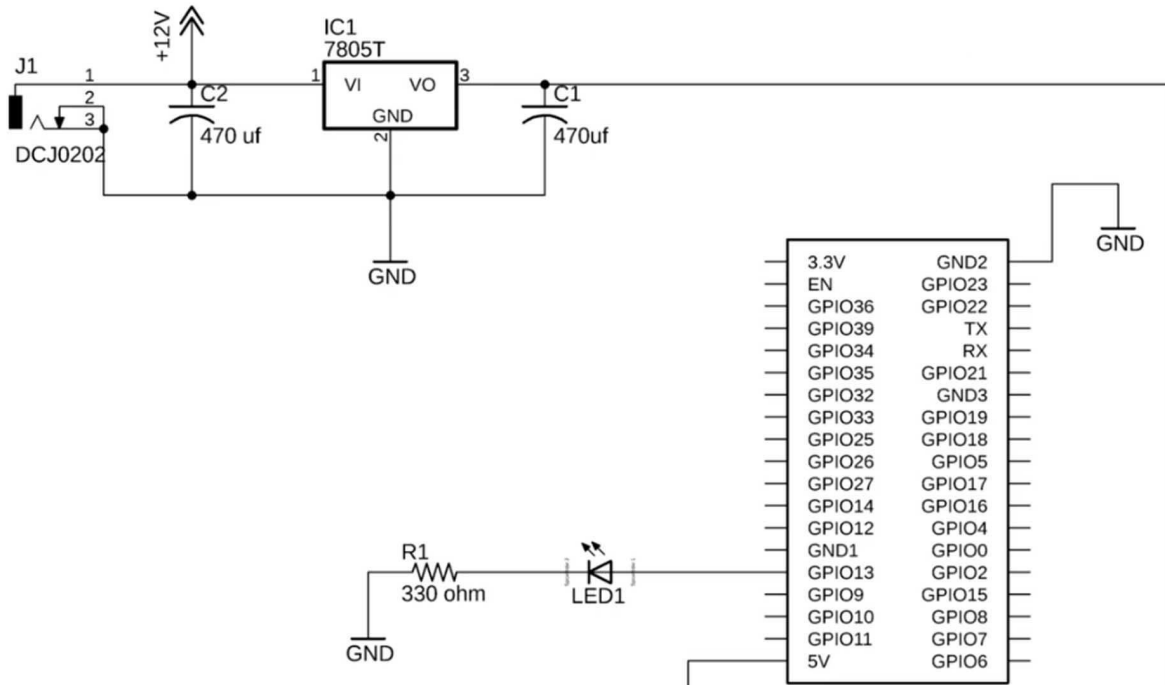 +12V
IC1
7805T
J1
1
2
3
DCJ0202
C2
470 uf
1
VI
VO
3
GND
2
C1
470uf
GND
GND
3.3V GND2
EN GPIO23
GPIO36 GPIO22
GPIO39 TX
GPIO34 RX
GPIO35 GPIO21
GPIO32 GND3
GPIO33 GPIO19
GPIO25 GPIO18
GPIO26 GPIO5
GPIO27 GPIO17
GPIO14 GPIO16
GPIO12 GPIO4
GND1 GPIO0
GPIO13 GPIO2
GPIO9 GPIO15
GPIO10 GPIO8
GPIO11 GPIO7
5V GPIO6
R1
330 ohm
LED1
GND